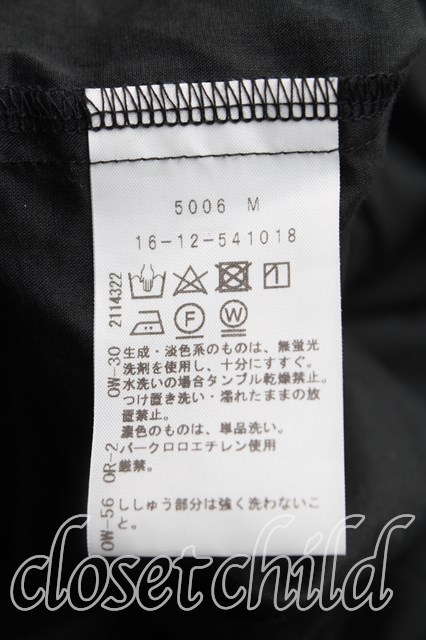 5006 M
16-12-541018
2114322
F
W
OW-30
生成・淡色系のものは、無蛍光
洗剤を使用し、十分にすすぐ。
水洗いの場合タンブル乾燥禁止。
つけ置き洗い・濡れたままの放
置禁止。
濃色のものは、単品洗い。
OR-2
パークロロエチレン使用
厳禁。
OW-56
ししゅう部分は強く洗わないこ
と。
closet child